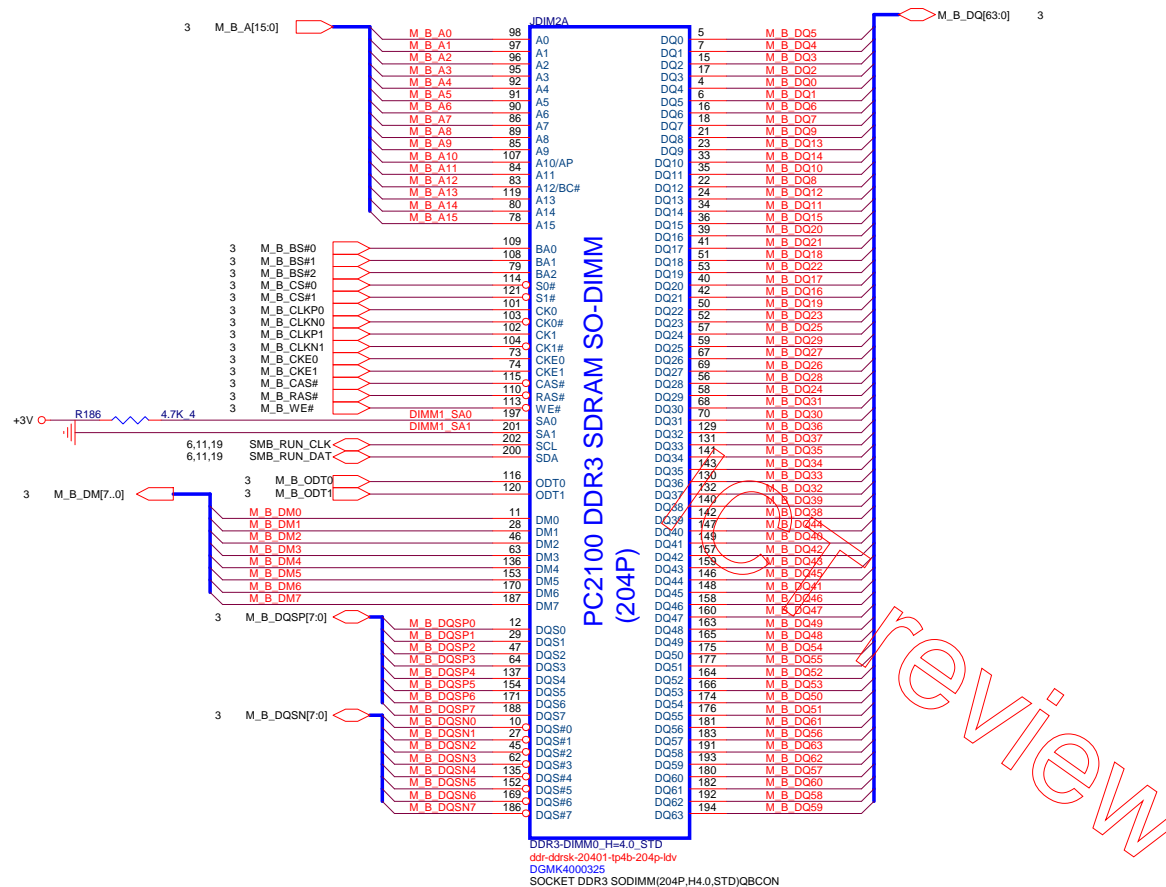 JDIM2A
3 M_B_A[15:0]
M_B_DQ[63:0] 3
M_B_A0 98 A0
M_B_A1 97 A1
M_B_A2 96 A2
M_B_A3 95 A3
M_B_A4 92 A4
M_B_A5 91 A5
M_B_A6 90 A6
M_B_A7 86 A7
M_B_A8 89 A8
M_B_A9 85 A9
M_B_A10 107 A10/AP
M_B_A11 84 A11
M_B_A12 83 A12/BC#
M_B_A13 119 A13
M_B_A14 80 A14
M_B_A15 78 A15
3 M_B_BS#0 109 BA0
3 M_B_BS#1 108 BA1
3 M_B_BS#2 79 BA2
3 M_B_CS#0 114 S0#
3 M_B_CS#1 121 S1#
3 M_B_CLKP0 101 CK0
3 M_B_CLKN0 103 CK0#
3 M_B_CLKP1 102 CK1
3 M_B_CLKN1 104 CK1#
3 M_B_CKE0 73 CKE0
3 M_B_CKE1 74 CKE1
3 M_B_CAS# 115 CAS#
3 M_B_RAS# 110 RAS#
3 M_B_WE# 113 WE#
+3V R186 4.7K_4 DIMM1_SA0 197 SA0
DIMM1_SA1 201 SA1
6,11,19 SMB_RUN_CLK 202 SCL
6,11,19 SMB_RUN_DAT 200 SDA
3 M_B_ODT0 116 ODT0
3 M_B_ODT1 120 ODT1
3 M_B_DM[7..0]
M_B_DM0 11 DM0
M_B_DM1 28 DM1
M_B_DM2 46 DM2
M_B_DM3 63 DM3
M_B_DM4 136 DM4
M_B_DM5 153 DM5
M_B_DM6 170 DM6
M_B_DM7 187 DM7
3 M_B_DQSP[7:0]
M_B_DQSP0 12 DQS0
M_B_DQSP1 29 DQS1
M_B_DQSP2 47 DQS2
M_B_DQSP3 64 DQS3
M_B_DQSP4 137 DQS4
M_B_DQSP5 154 DQS5
M_B_DQSP6 171 DQS6
M_B_DQSP7 188 DQS7
3 M_B_DQSN[7:0]
M_B_DQSN0 10 DQS#0
M_B_DQSN1 27 DQS#1
M_B_DQSN2 45 DQS#2
M_B_DQSN3 62 DQS#3
M_B_DQSN4 135 DQS#4
M_B_DQSN5 152 DQS#5
M_B_DQSN6 169 DQS#6
M_B_DQSN7 186 DQS#7
PC2100 DDR3 SDRAM SO-DIMM
(204P)
DQ0 5 M_B_DQ5
DQ1 7 M_B_DQ4
DQ2 15 M_B_DQ3
DQ3 17 M_B_DQ2
DQ4 4 M_B_DQ0
DQ5 6 M_B_DQ1
DQ6 16 M_B_DQ6
DQ7 18 M_B_DQ7
DQ8 21 M_B_DQ9
DQ9 23 M_B_DQ13
DQ10 33 M_B_DQ14
DQ11 35 M_B_DQ10
DQ12 22 M_B_DQ8
DQ13 24 M_B_DQ12
DQ14 34 M_B_DQ11
DQ15 36 M_B_DQ15
DQ16 39 M_B_DQ20
DQ17 41 M_B_DQ21
DQ18 51 M_B_DQ18
DQ19 53 M_B_DQ22
DQ20 40 M_B_DQ17
DQ21 42 M_B_DQ16
DQ22 50 M_B_DQ19
DQ23 52 M_B_DQ23
DQ24 57 M_B_DQ25
DQ25 59 M_B_DQ29
DQ26 67 M_B_DQ27
DQ27 69 M_B_DQ26
DQ28 56 M_B_DQ28
DQ29 58 M_B_DQ24
DQ30 68 M_B_DQ31
DQ31 70 M_B_DQ30
DQ32 129 M_B_DQ36
DQ33 131 M_B_DQ37
DQ34 141 M_B_DQ35
DQ35 143 M_B_DQ34
DQ36 130 M_B_DQ33
DQ37 132 M_B_DQ32
DQ38 140 M_B_DQ39
DQ39 142 M_B_DQ38
DQ40 147 M_B_DQ44
DQ41 149 M_B_DQ40
DQ42 157 M_B_DQ42
DQ43 159 M_B_DQ43
DQ44 146 M_B_DQ45
DQ45 148 M_B_DQ41
DQ46 158 M_B_DQ46
DQ47 160 M_B_DQ47
DQ48 163 M_B_DQ49
DQ49 165 M_B_DQ48
DQ50 175 M_B_DQ54
DQ51 177 M_B_DQ55
DQ52 164 M_B_DQ52
DQ53 166 M_B_DQ53
DQ54 174 M_B_DQ50
DQ55 176 M_B_DQ51
DQ56 181 M_B_DQ61
DQ57 183 M_B_DQ56
DQ58 191 M_B_DQ63
DQ59 193 M_B_DQ62
DQ60 180 M_B_DQ57
DQ61 182 M_B_DQ60
DQ62 192 M_B_DQ58
DQ63 194 M_B_DQ59
review
DDR3-DIMM0_H=4.0_STD
ddr-ddrsk-20401-tp4b-204p-ldv
DGMK4000325
SOCKET DDR3 SODIMM(204P,H4.0,STD)QBCON